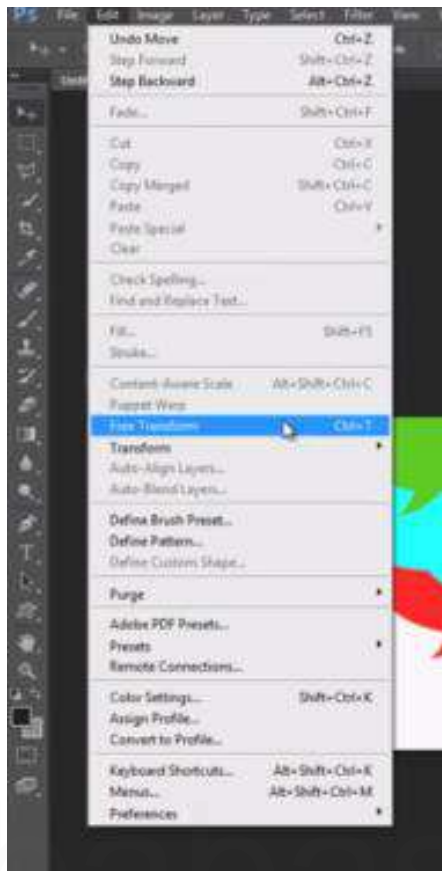 Ps File Edit Image Layer Type Select Filter View
Undo Move Ctrl+Z
Step Forward Shift+Ctrl+Z
Step Backward Alt+Ctrl+Z
Fade... Shift+Ctrl+F
Cut Ctrl+X
Copy Ctrl+C
Copy Merged Shift+Ctrl+C
Paste Ctrl+V
Paste Special
Clear
Check Spelling...
Find and Replace Text...
Fill... Shift+F5
Stroke...
Content-Aware Scale Alt+Shift+Ctrl+C
Puppet Warp
Free Transform Ctrl+T
Transform
Auto-Align Layers...
Auto-Blend Layers...
Define Brush Preset...
Define Pattern...
Define Custom Shape...
Purge
Adobe PDF Presets...
Presets
Remote Connections...
Color Settings... Shift+Ctrl+K
Assign Profile...
Convert to Profile...
Keyboard Shortcuts... Alt+Shift+Ctrl+K
Menus... Alt+Shift+Ctrl+M
Preferences